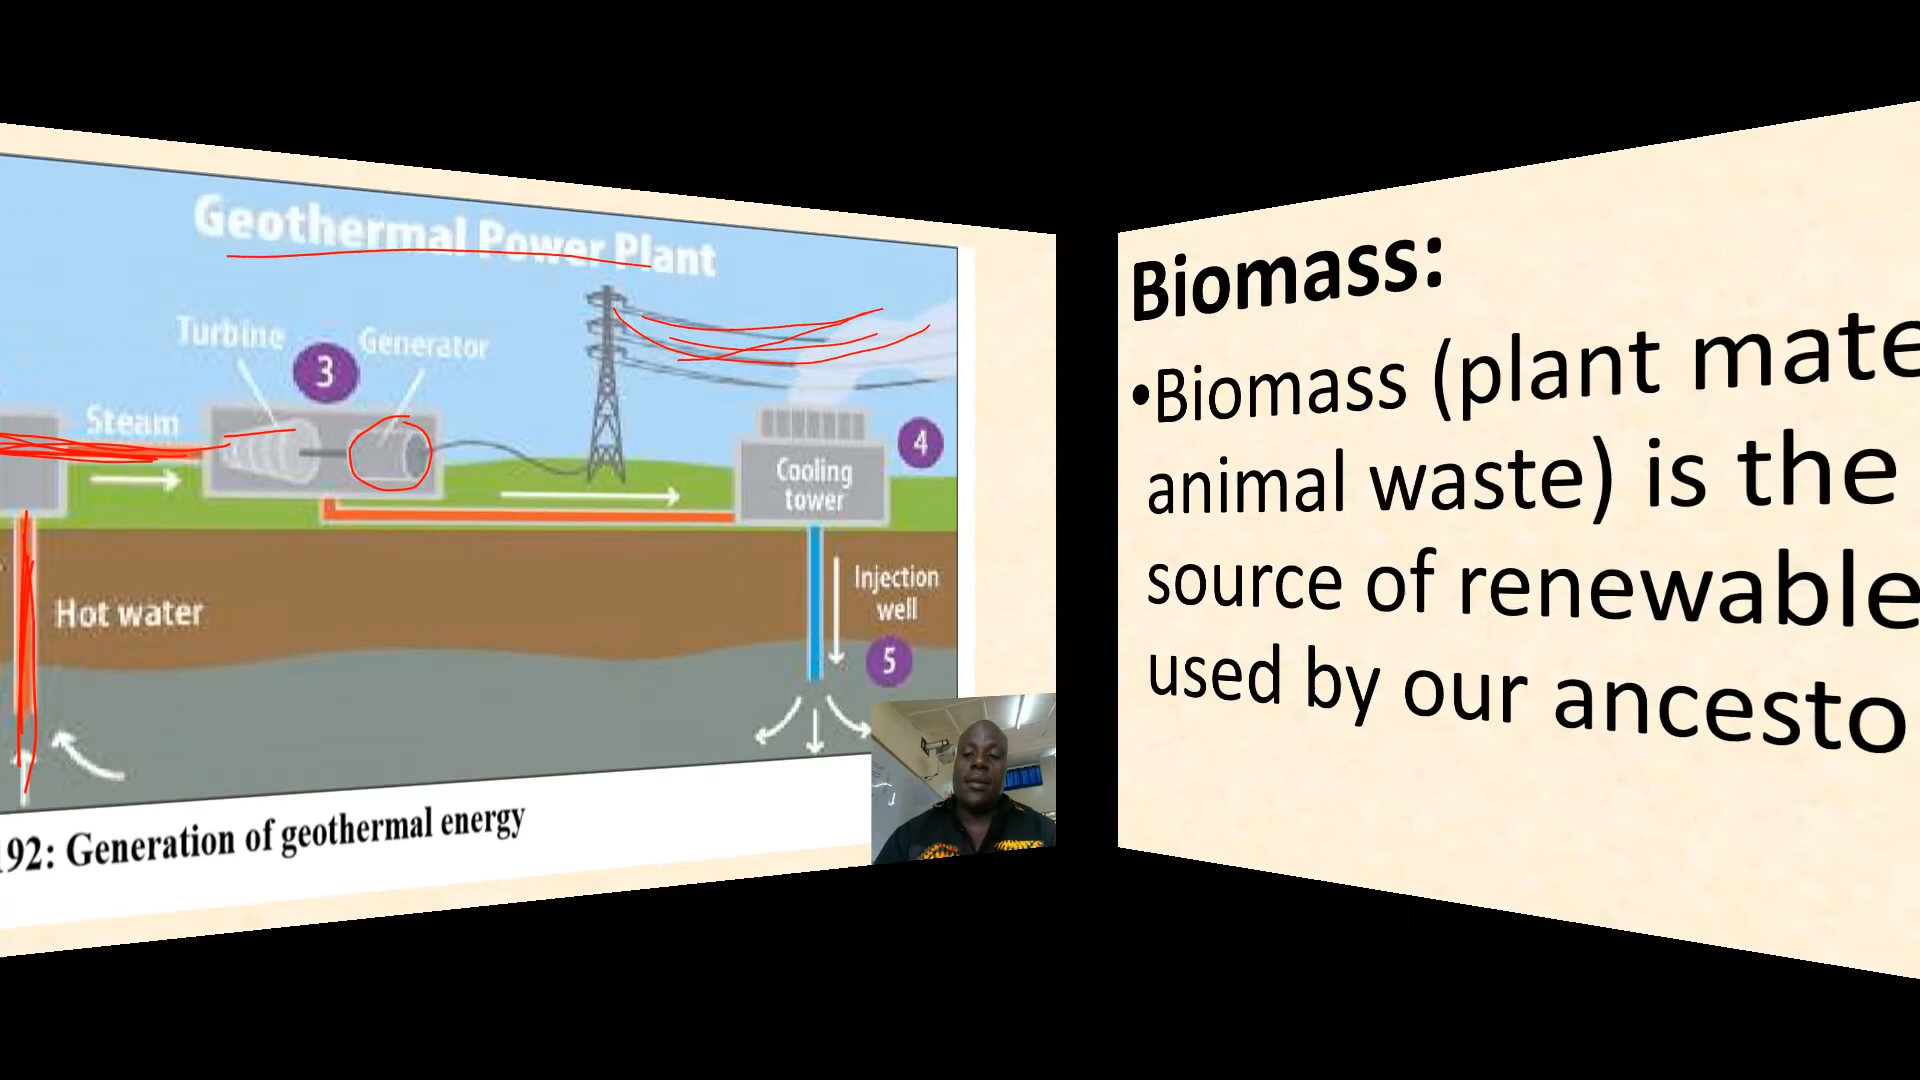 Geothermal Power Plant
Turbine
3
Generator
Steam
4
Cooling
tower
Hot water
Injection
well
5
192: Generation of geothermal energy
Biomass:
•Biomass (plant mate
animal waste) is the
source of renewable
used by our ancesto